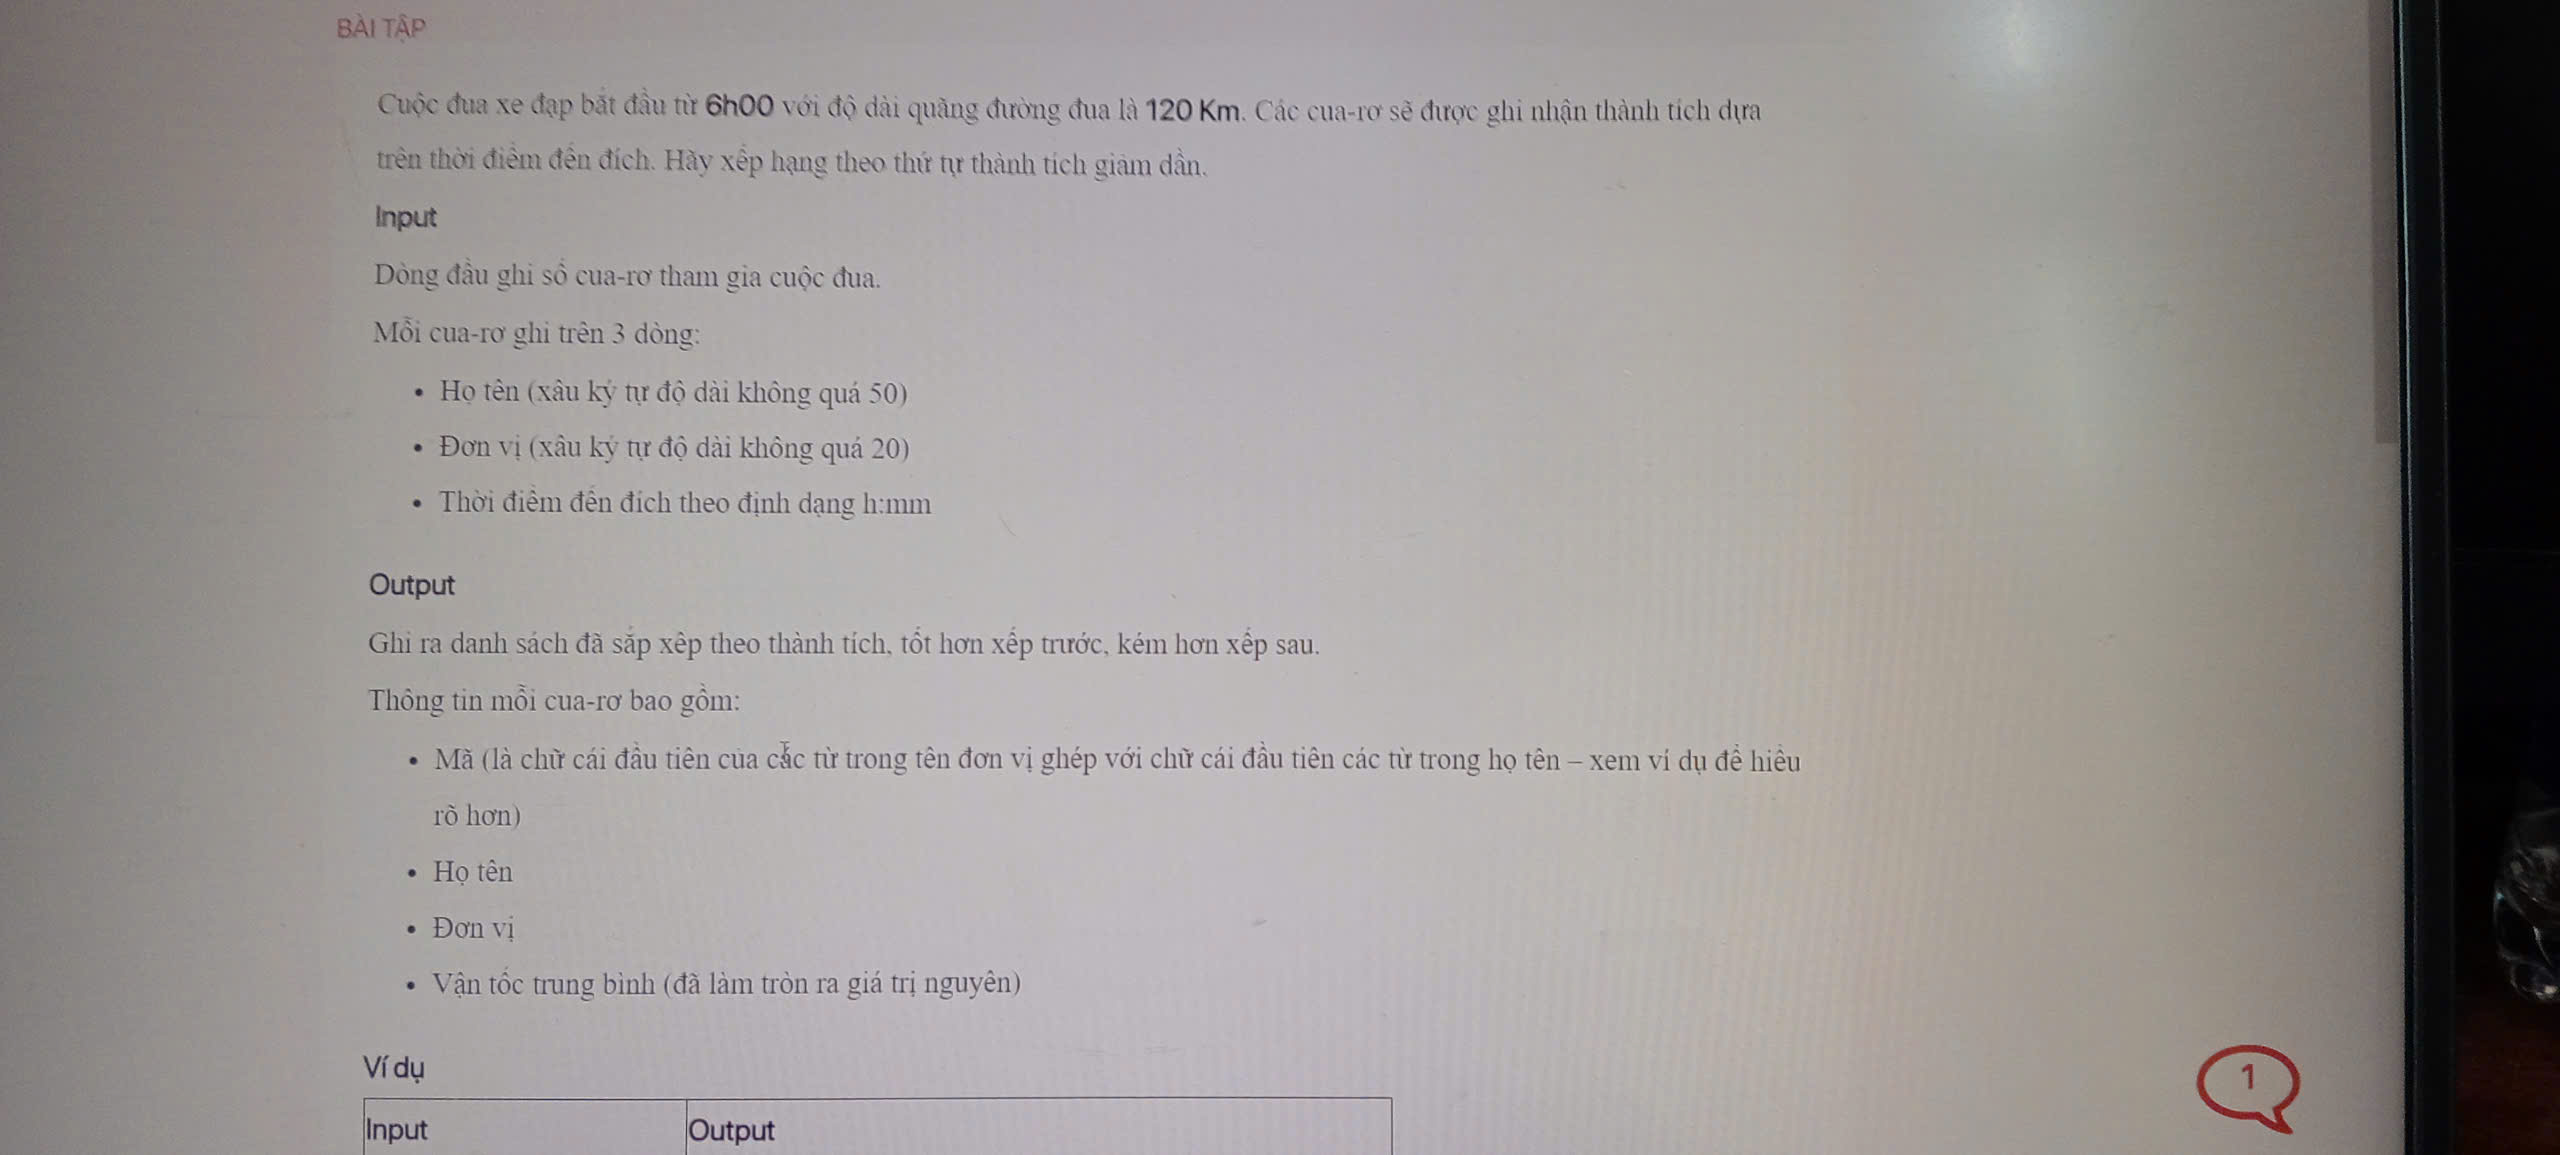 BÀI TẬP
Cuộc đua xe đạp bắt đầu từ 6h00 với độ dài quãng đường đua là 120 Km. Các cua-rơ sẽ được ghi nhận thành tích dựa
trên thời điểm đến đích. Hãy xếp hạng theo thứ tự thành tích giảm dần.
Input
Dòng đầu ghi số cua-rơ tham gia cuộc đua.
Mỗi cua-rơ ghi trên 3 dòng:
• Họ tên (xâu ký tự độ dài không quá 50)
• Đơn vị (xâu ký tự độ dài không quá 20)
• Thời điểm đến đích theo định dạng h:mm
Output
Ghi ra danh sách đã sắp xếp theo thành tích, tốt hơn xếp trước, kém hơn xếp sau.
Thông tin mỗi cua-rơ bao gồm:
• Mã (là chữ cái đầu tiên của các từ trong tên đơn vị ghép với chữ cái đầu tiên các từ trong họ tên – xem ví dụ để hiểu
rõ hơn)
• Họ tên
• Đơn vị
• Vận tốc trung bình (đã làm tròn ra giá trị nguyên)
Ví dụ
Input Output
1